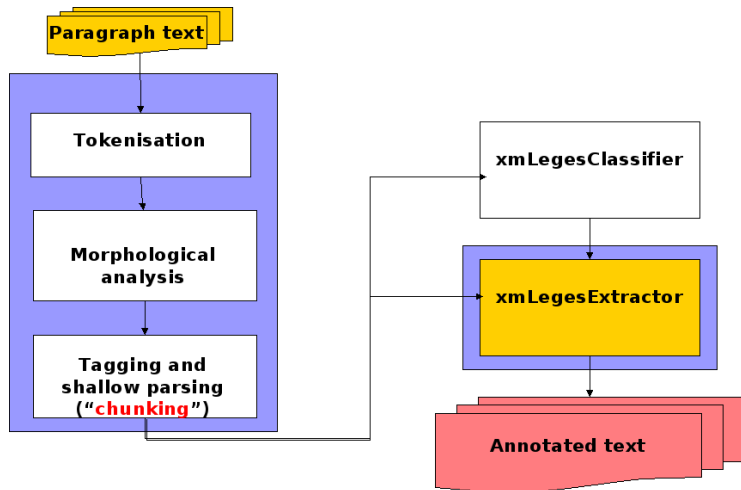 Paragraph text
Tokenisation
Morphological
analysis
Tagging and
shallow parsing
(“chunking”)
xmLegesClassifier
xmLegesExtractor
Annotated text